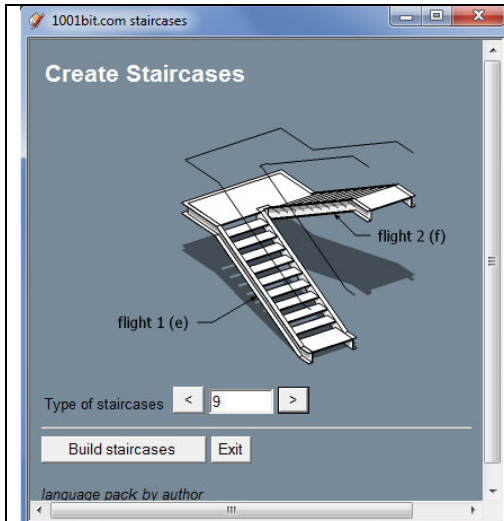 1001bit.com staircases
Create Staircases
flight 2 (f)
flight 1 (e)
Type of staircases < 9 >
Build staircases Exit
language pack by author